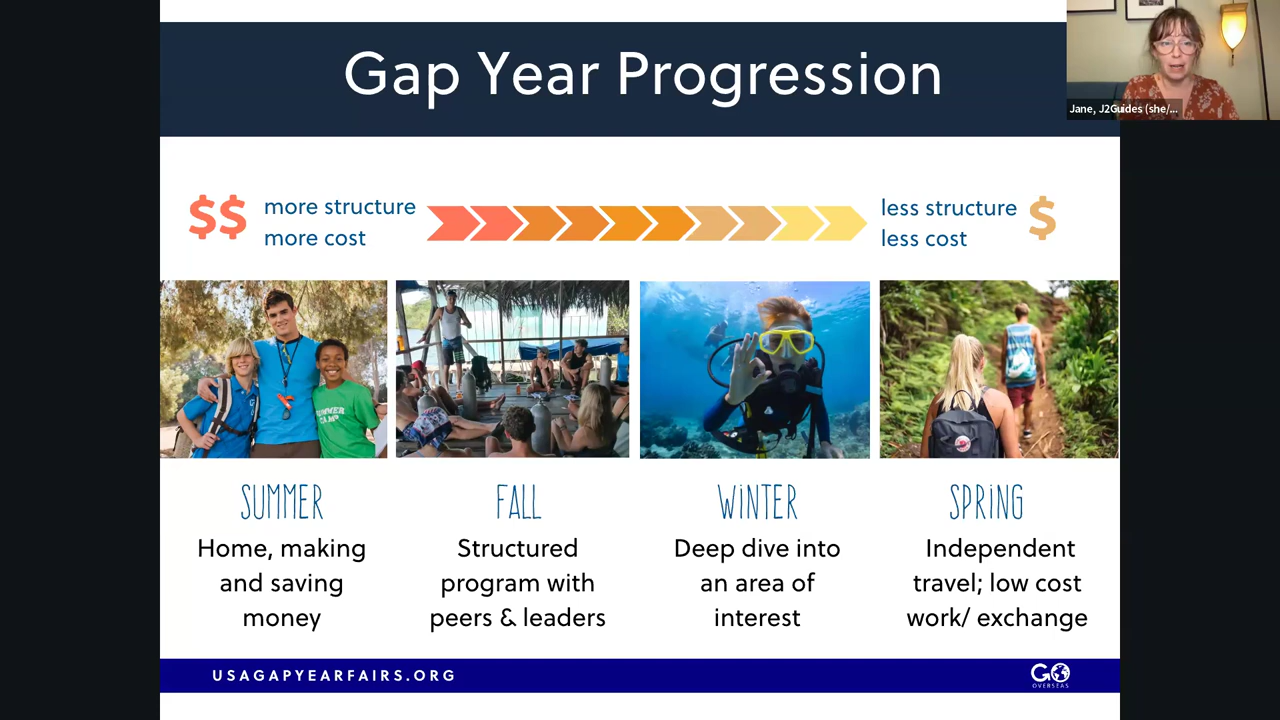 Gap Year Progression
Jane, J2Guides (she/...
$$
more structure
more cost
less structure
less cost
$
SUMMER
CAMP
SUMMER
Home, making
and saving
money
FALL
Structured
program with
peers & leaders
WiNTER
Deep dive into
an area of
interest
SPRiNG
Independent
travel; low cost
work/ exchange
USAGAPYEARFAIRS.ORG
GO
OVERSEAS